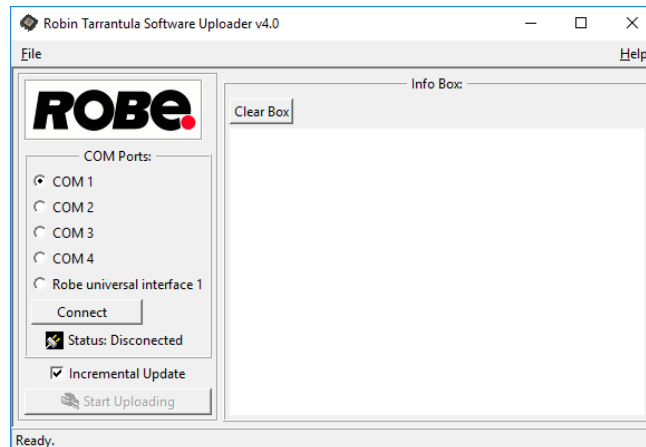 Robin Tarrantula Software Uploader v4.0
File
Help
ROBE
Info Box:
Clear Box
COM Ports:
COM 1
COM 2
COM 3
COM 4
Robe universal interface 1
Connect
Status: Disconected
Incremental Update
Start Uploading
Ready.